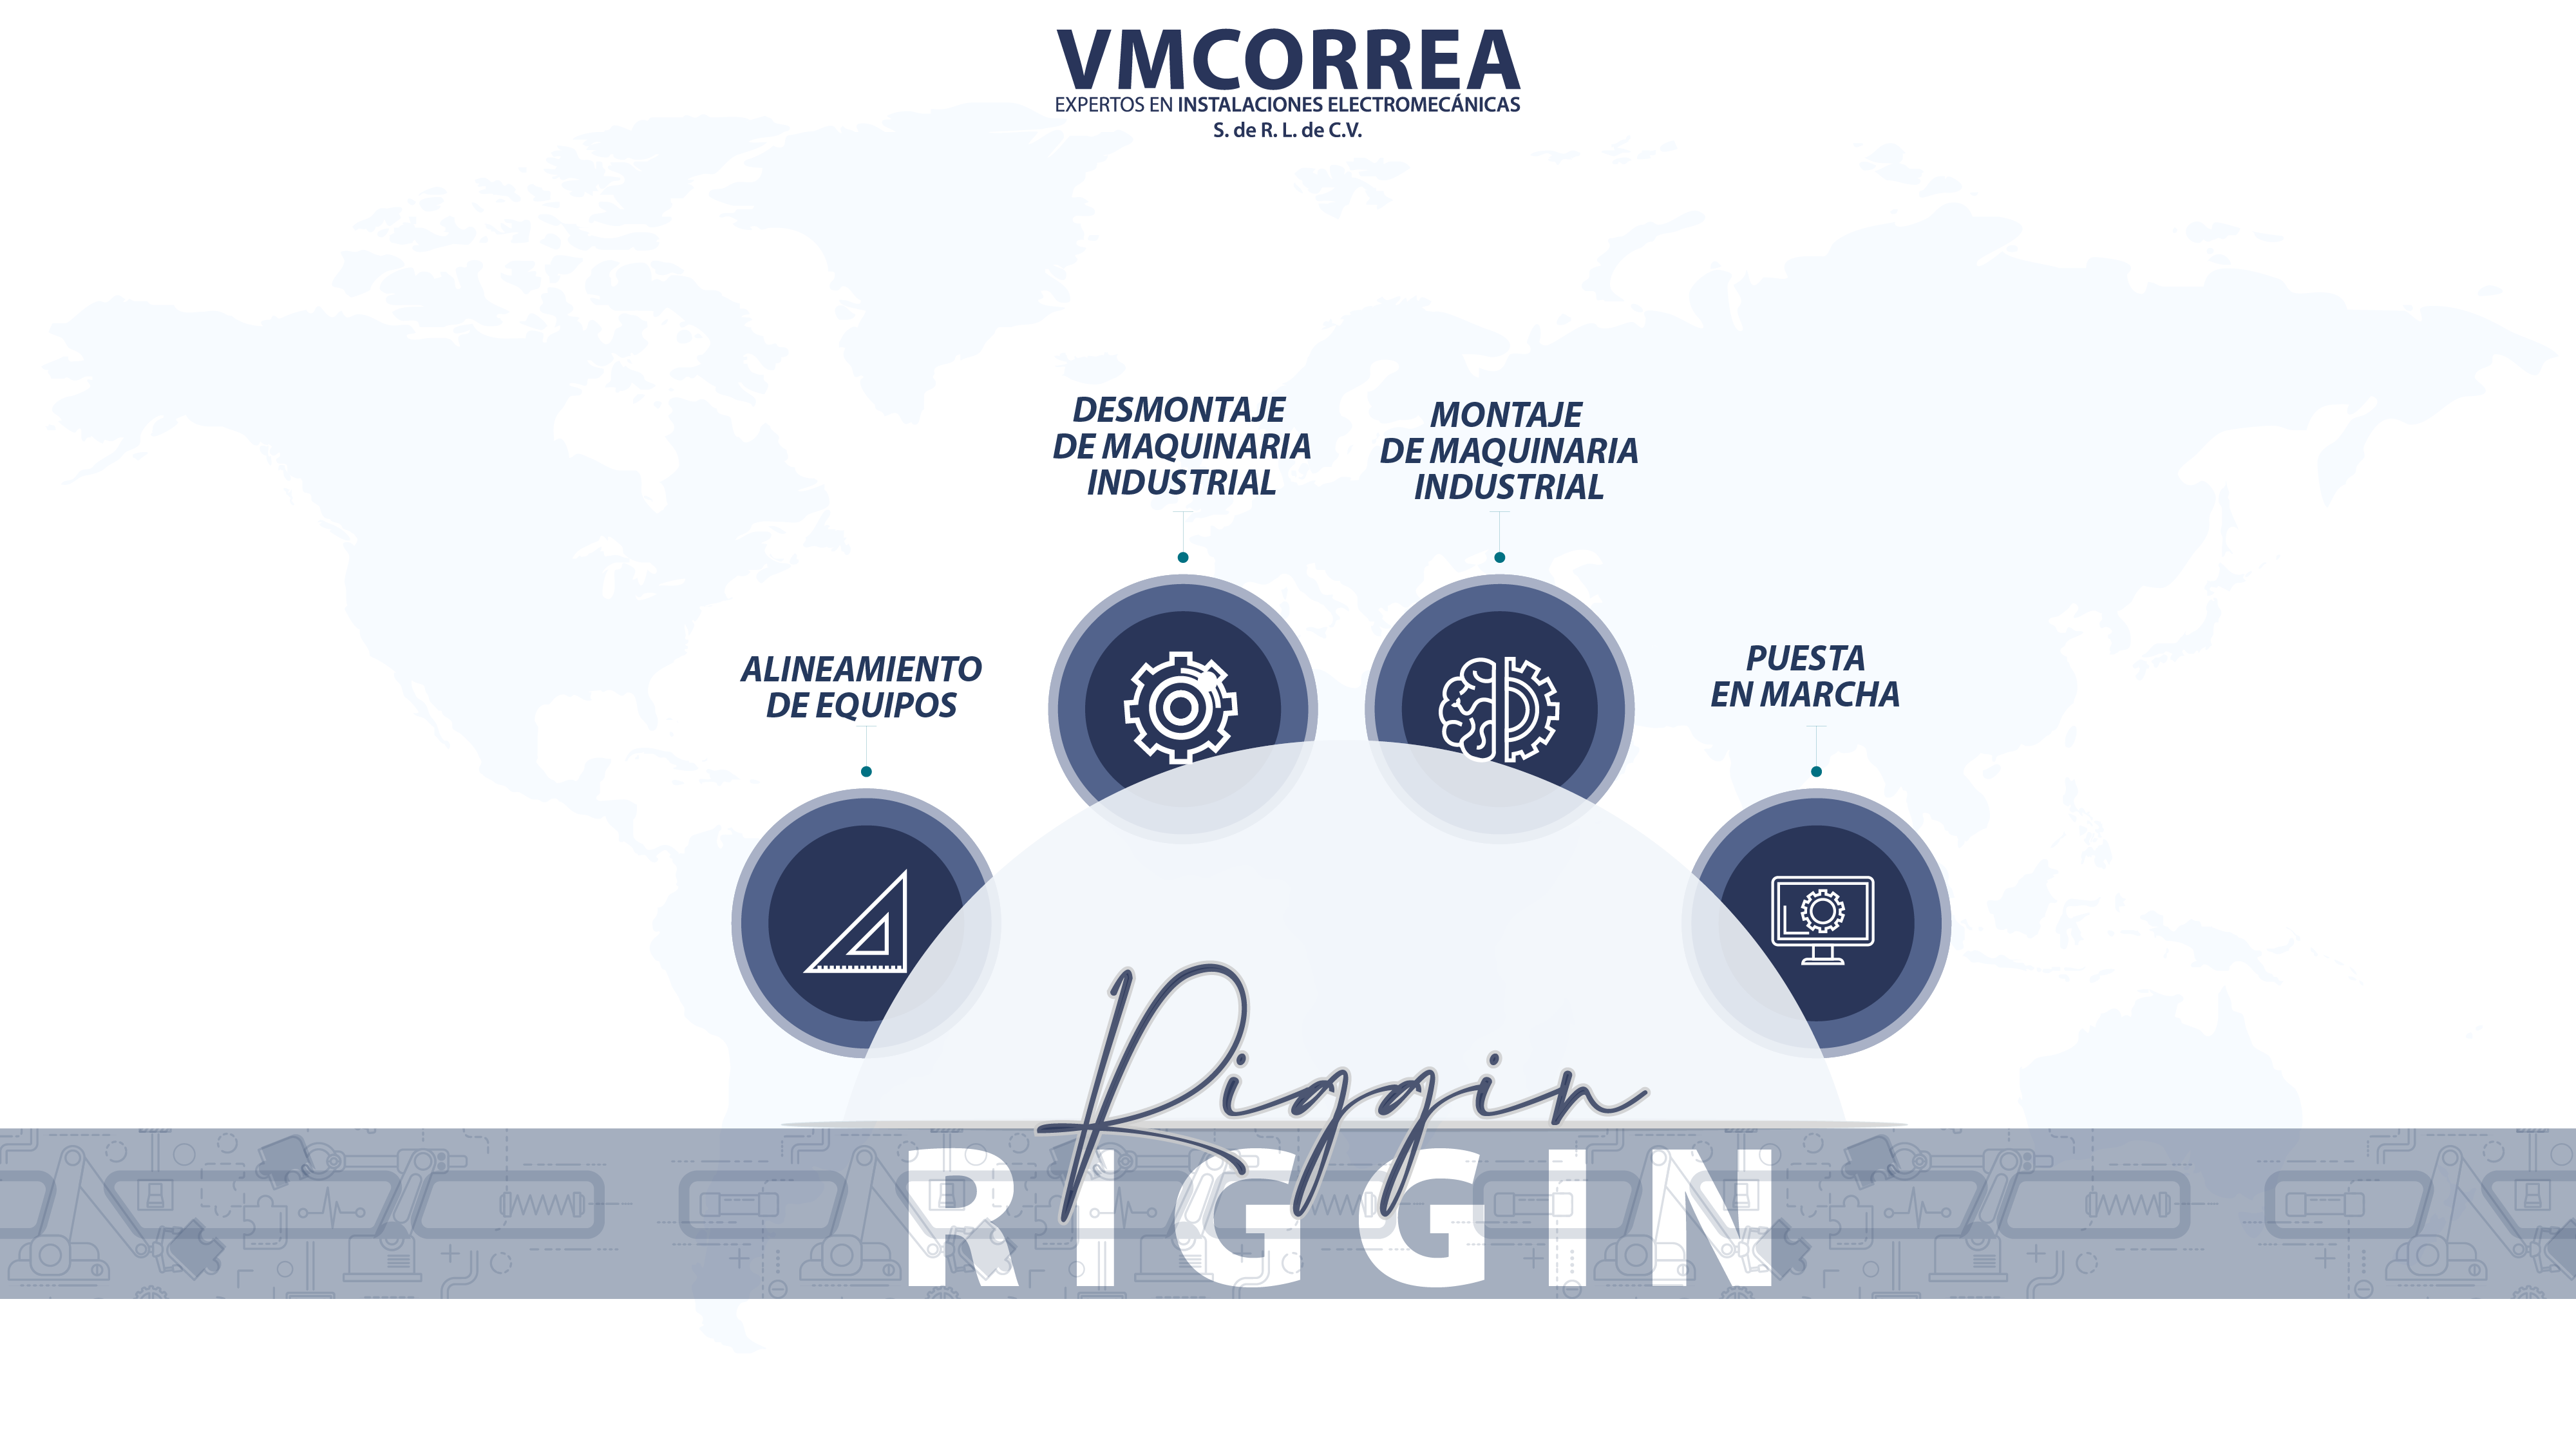 VMCORREA
EXPERTOS EN INSTALACIONES ELECTROMECÁNICAS
S. de R. L. de C.V.
DESMONTAJE
DE MAQUINARIA
INDUSTRIAL
MONTAJE
DE MAQUINARIA
INDUSTRIAL
ALINEAMIENTO
DE EQUIPOS
PUESTA
EN MARCHA
Riggin
RIGGIN